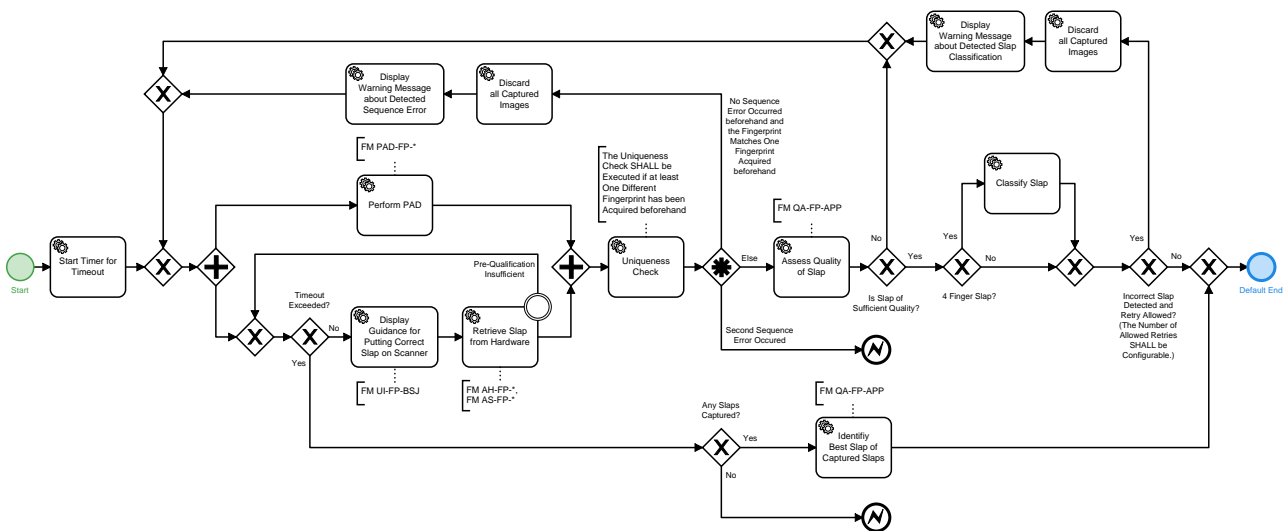 Display
Warning Message
about Detected Slap
Classification
Discard
all Captured
Images
Display
Warning Message
about Detected
Sequence Error
Discard
all Captured
Images
No Sequence
Error Occurred
beforehand and
the Fingerprint
Matches One
Fingerprint
Acquired
beforehand
FM PAD-FP-*
The Uniqueness
Check SHALL be
Executed if at least
One Different
Fingerprint has been
Acquired beforehand
Perform PAD
Classify Slap
FM QA-FP-APP
Start Timer for
Timeout
Start
Pre-Qualification
Insufficient
Uniqueness
Check
Else
Assess Quality
of Slap
No
Yes
Is Slap of
Sufficient Quality?
Yes
No
4 Finger Slap?
Yes
No
Incorrect Slap
Detected and
Retry Allowed?
(The Number of
Allowed Retries
SHALL be
Configurable.)
Default End
Timeout
Exceeded?
No
Yes
Display
Guidance for
Putting Correct
Slap on Scanner
Retrieve Slap
from Hardware
Second Sequence
Error Occured
FM UI-FP-BSJ
FM AH-FP-*,
FM AS-FP-*
Any Slaps
Captured?
Yes
No
FM QA-FP-APP
Identifiy
Best Slap of
Captured Slaps